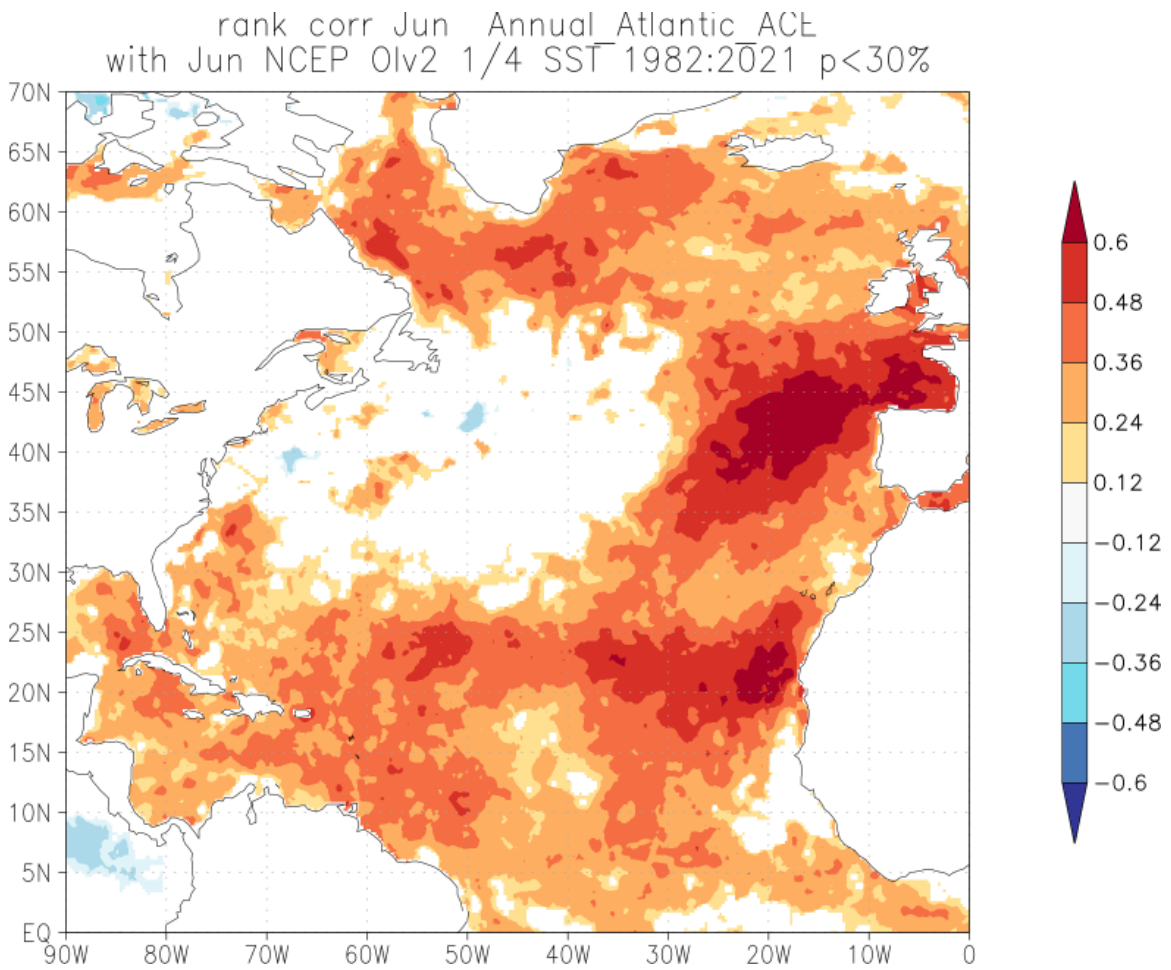 rank corr Jun Annual_Atlantic_ACE
with Jun NCEP OIv2 1/4 SST 1982:2021 p<30%
70N
65N
60N
55N
50N
45N
40N
35N
30N
25N
20N
15N
10N
5N
EQ
90W 80W 70W 60W 50W 40W 30W 20W 10W 0
0.6
0.48
0.36
0.24
0.12
−0.12
−0.24
−0.36
−0.48
−0.6